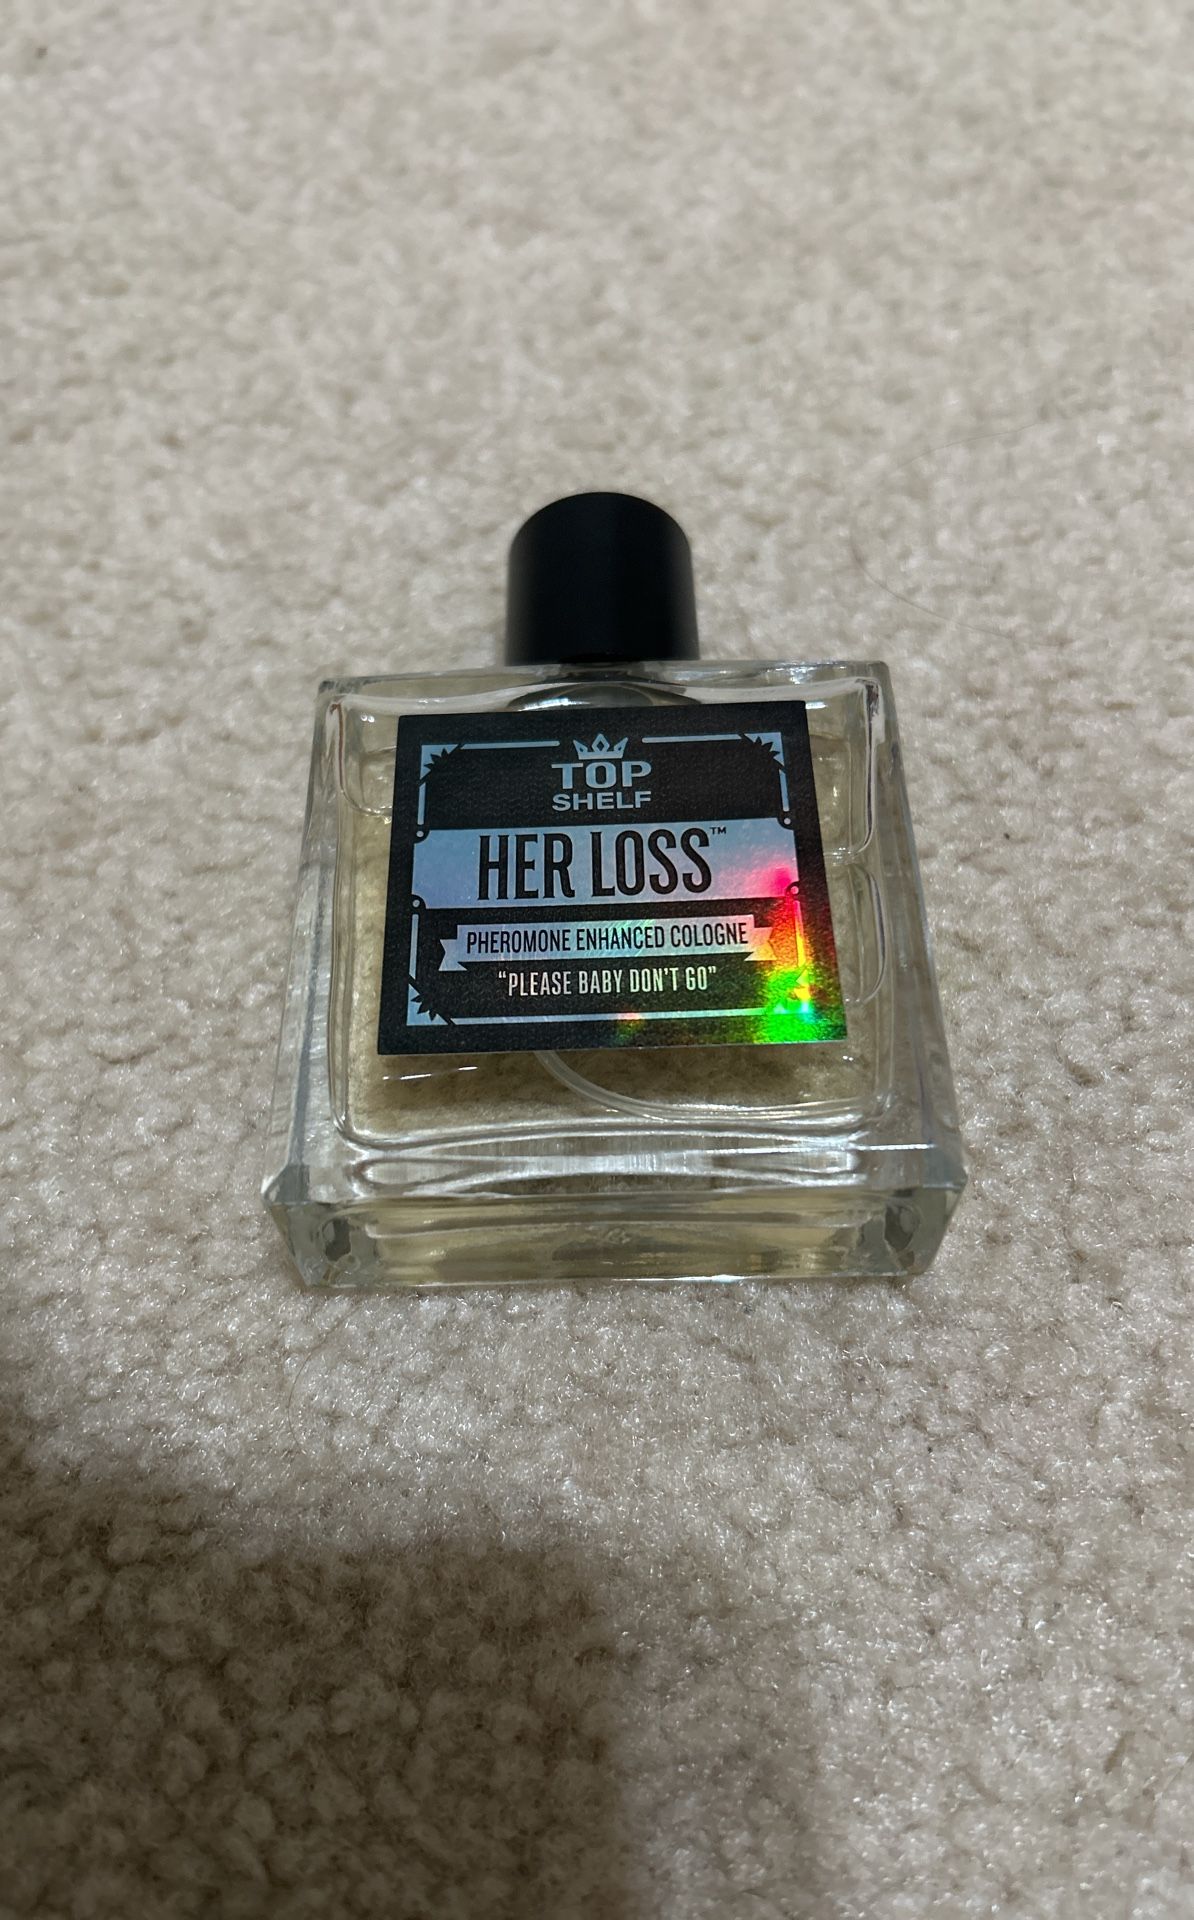 TOP
SHELF
HER LOSS™
PHEROMONE ENHANCED COLOGNE
"PLEASE BABY DON'T GO"